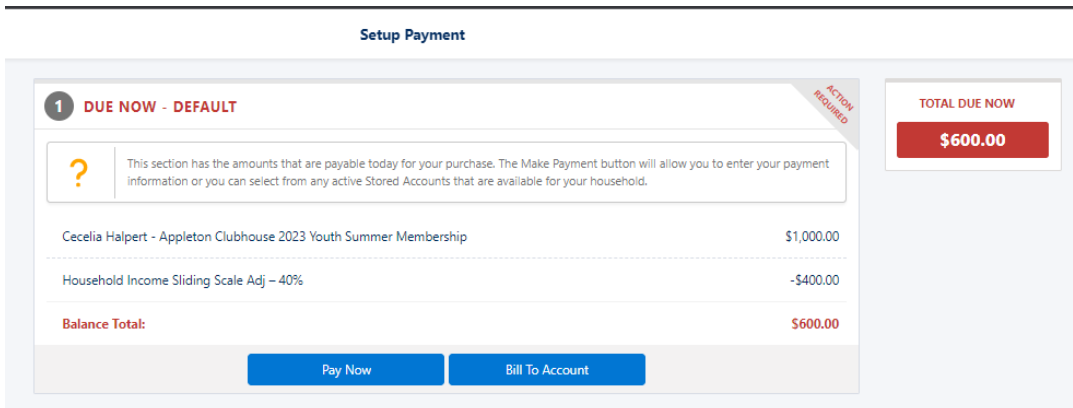 Setup Payment
1 DUE NOW - DEFAULT
ACTION
REQUIRED
TOTAL DUE NOW
$600.00
?
This section has the amounts that are payable today for your purchase. The Make Payment button will allow you to enter your payment
information or you can select from any active Stored Accounts that are available for your household.
Cecelia Halpert - Appleton Clubhouse 2023 Youth Summer Membership $1,000.00
Household Income Sliding Scale Adj – 40% -$400.00
Balance Total: $600.00
Pay Now Bill To Account